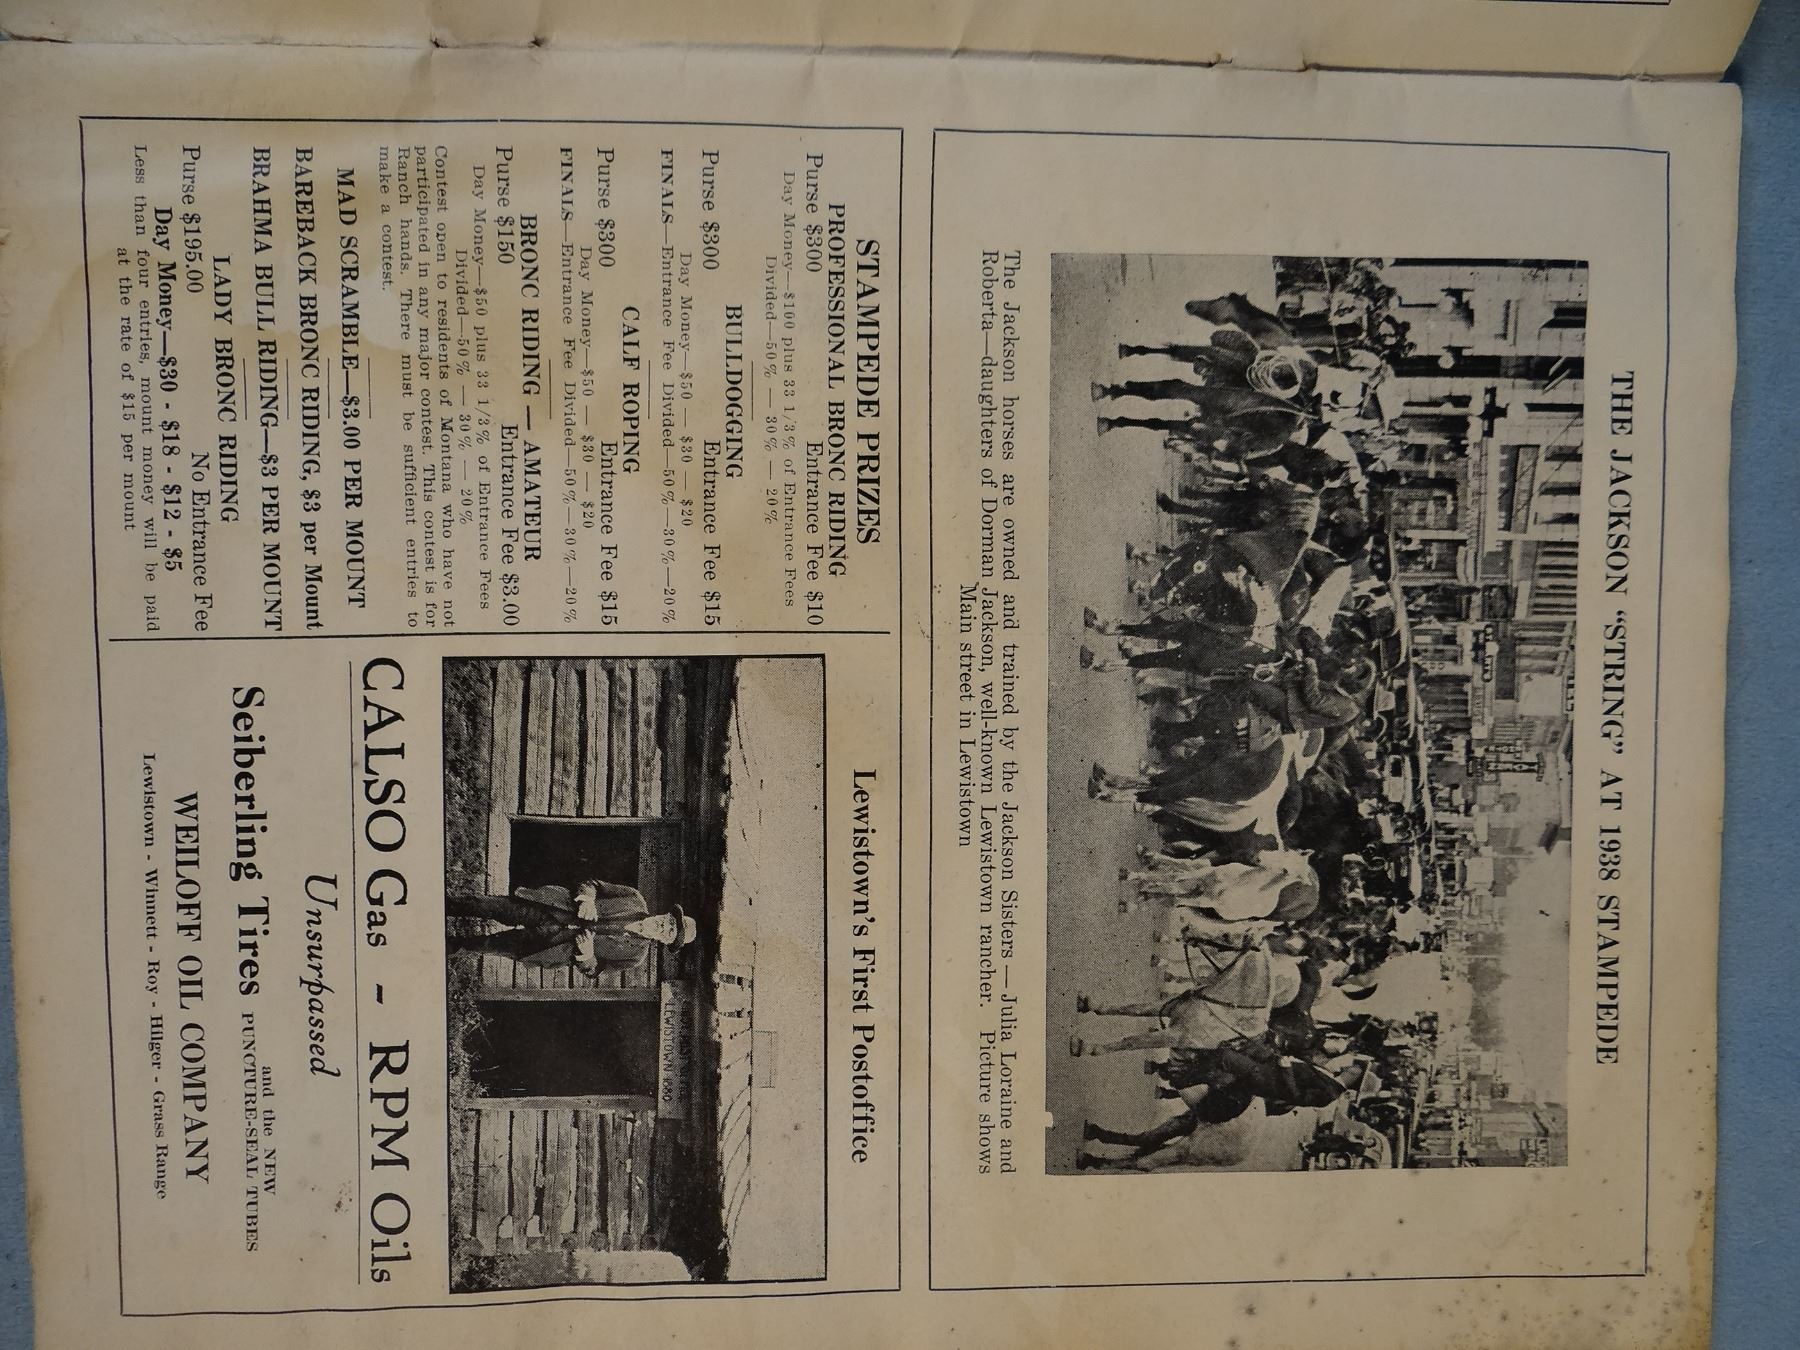 THE JACKSON “STRING” AT 1938 STAMPEDE
The Jackson horses are owned and trained by the Jackson Sisters—Julia Loraine and
Roberta—daughters of Dorman Jackson, well-known Lewistown rancher. Picture shows
Main street in Lewistown
STAMPEDE PRIZES
PROFESSIONAL BRONC RIDING
Purse $300 Entrance Fee $10
Day Money—$100 plus 33 1/3% of Entrance Fees
Divided—50% — 30% — 20%
BULLDOGGING
Purse $300 Entrance Fee $15
Day Money—$50 — $30 — $20
FINALS—Entrance Fee Divided—50%—30%—20%
CALF ROPING
Purse $300 Entrance Fee $15
Day Money—$50 — $30 — $20
FINALS—Entrance Fee Divided—50%—30%—20%
BRONC RIDING — AMATEUR
Purse $150 Entrance Fee $3.00
Day Money—$50 plus 33 1/3% of Entrance Fees
Divided—50% — 30% — 20%
Contest open to residents of Montana who have not
participated in any major contest. This contest is for
Ranch hands. There must be sufficient entries to
make a contest.
MAD SCRAMBLE—$3.00 PER MOUNT
BAREBACK BRONC RIDING, $3 per Mount
BRAHMA BULL RIDING—$3 PER MOUNT
LADY BRONC RIDING
Purse $195.00 No Entrance Fee
Day Money—$30 - $18 - $12 - $5
Less than four entries, mount money will be paid
at the rate of $15 per mount
Lewistown’s First Postoffice
LEWISTOWN 1880
CALSO Gas - RPM Oils
Unsurpassed
Seiberling Tires and the NEW
PUNCTURE-SEAL TUBES
WEILOFF OIL COMPANY
Lewistown - Winnett - Roy - Hilger - Grass Range